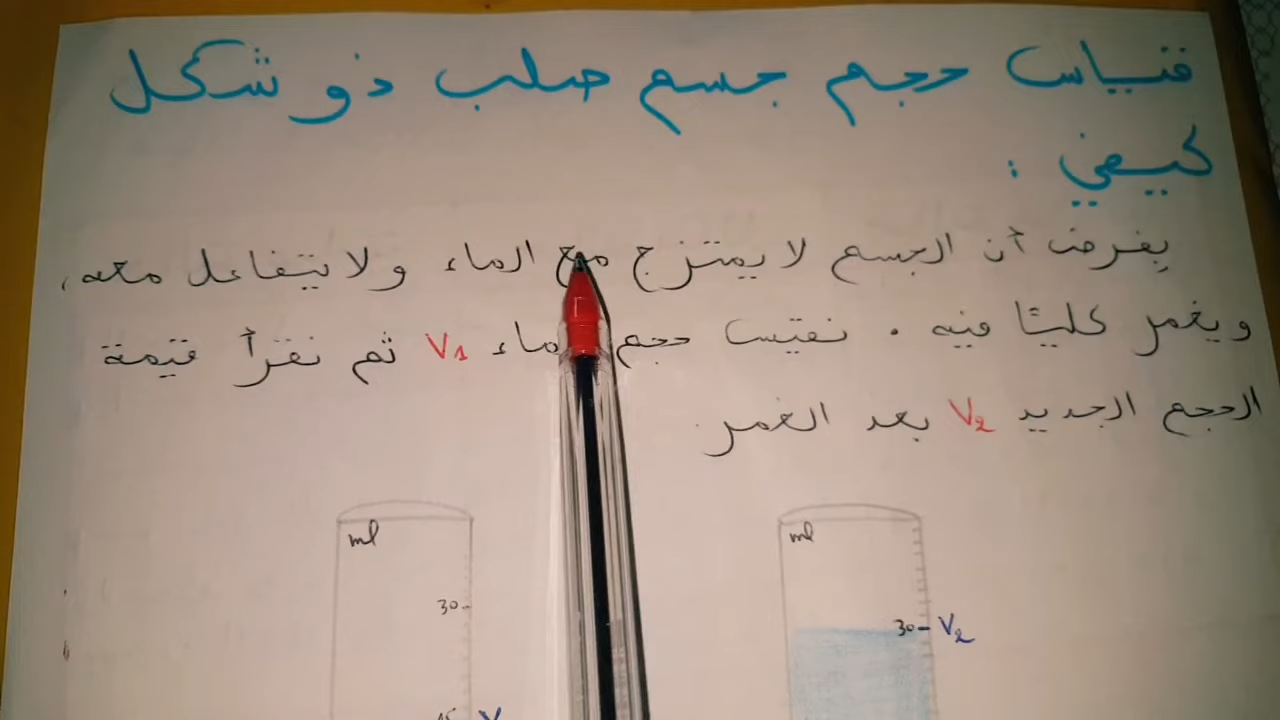 قياس حجم جسم صلب ذو شكل
كيفي :
يفرض أن الجسم لا يمتزج مع الماء ولا يتفاعل معه،
ويغمر كليًا فيه . نقيس حجم الماء V1 ثم نقرأ قيمة
الحجم الجديد V2 بعد الغمر.
ml
ml
30
30 V2